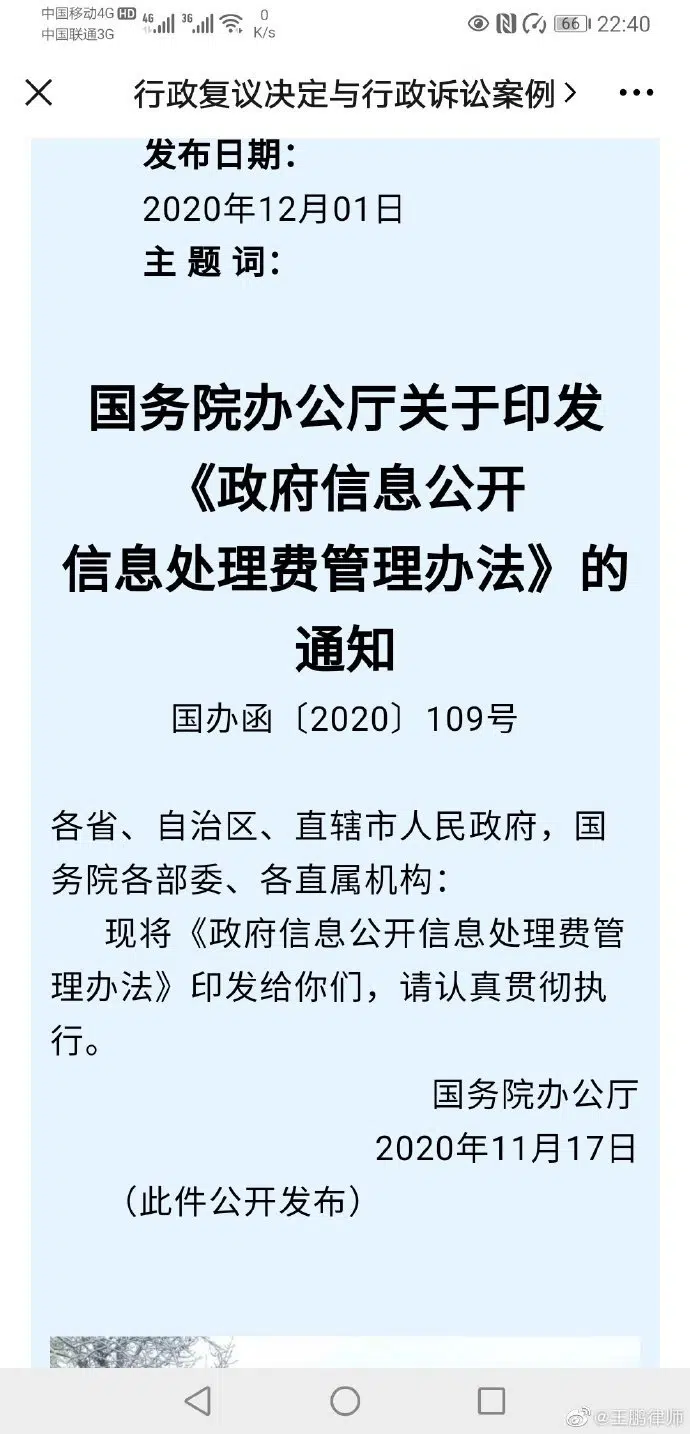 中国移动4G HD 4G 3G 0 K/s 66 22:40
中国联通3G
行政复议决定与行政诉讼案例
发布日期：
2020年12月01日
主 题 词：
国务院办公厅关于印发
《政府信息公开
信息处理费管理办法》的
通知
国办函〔2020〕109号
各省、自治区、直辖市人民政府，国
务院各部委、各直属机构：
现将《政府信息公开信息处理费管
理办法》印发给你们，请认真贯彻执
行。
国务院办公厅
2020年11月17日
（此件公开发布）
@王鹏律师